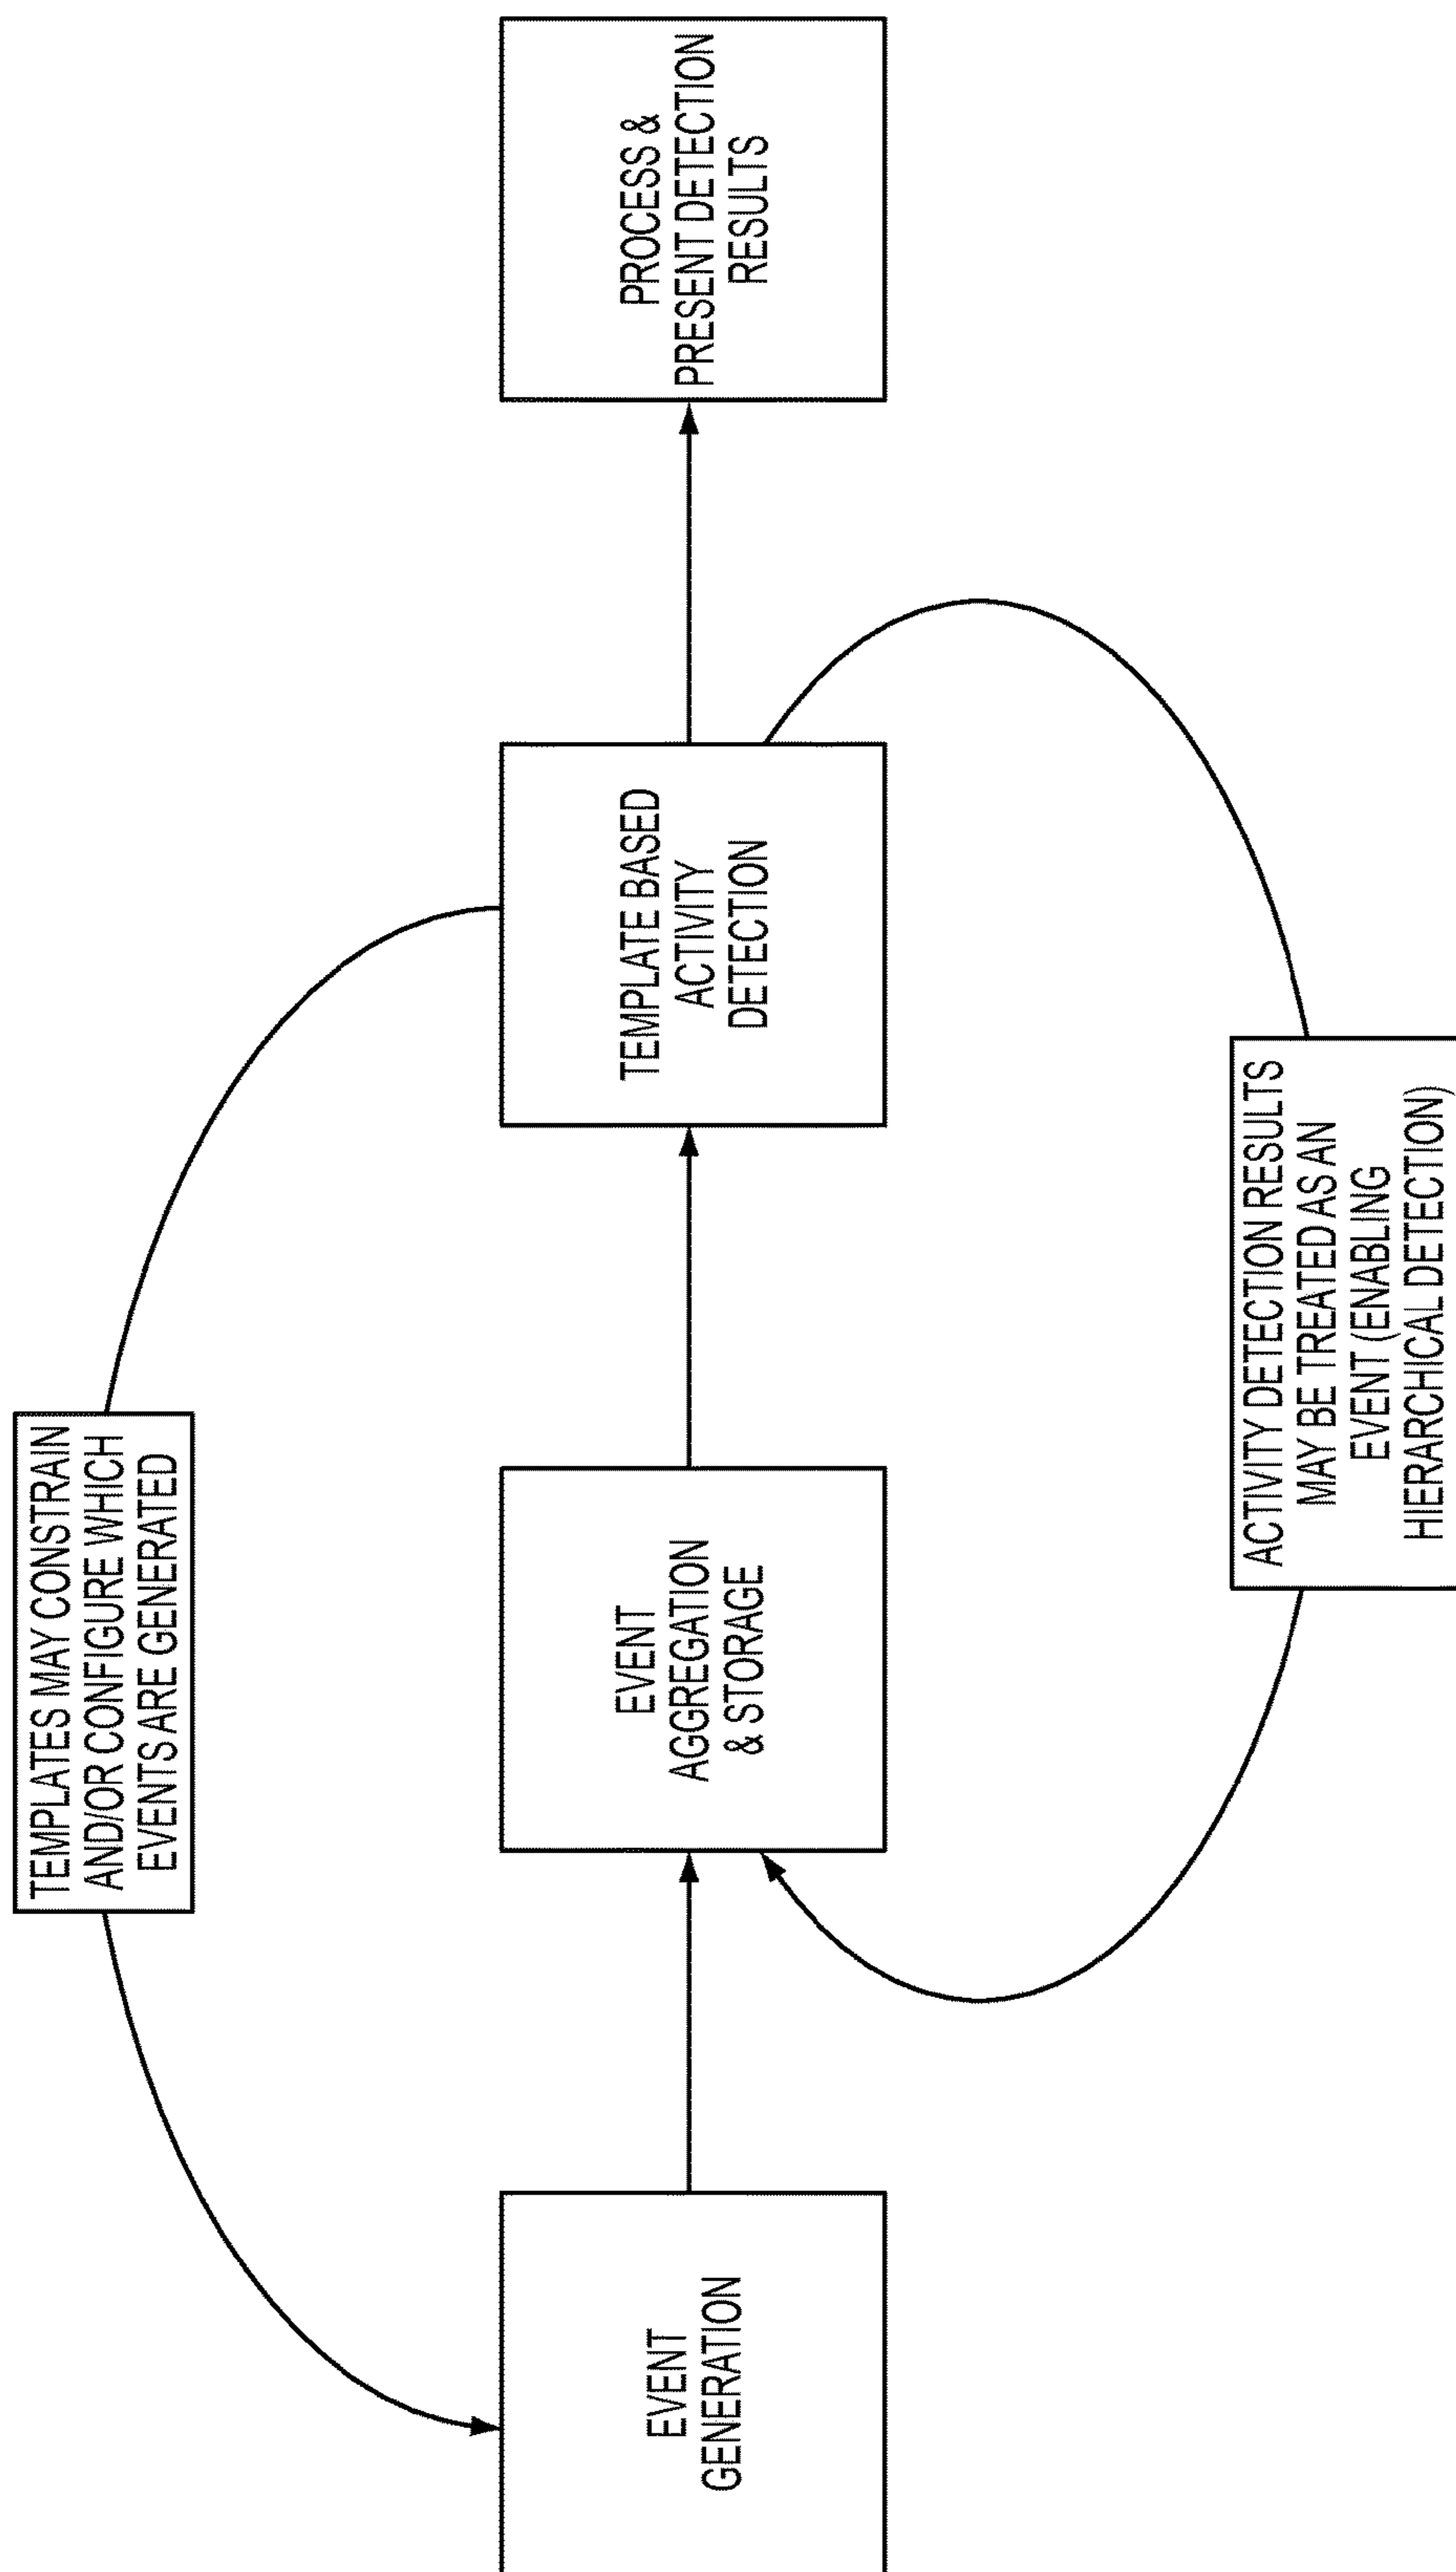 TEMPLATES MAY CONSTRAIN
AND/OR CONFIGURE WHICH
EVENTS ARE GENERATED
EVENT
GENERATION
EVENT
AGGREGATION
& STORAGE
TEMPLATE BASED
ACTIVITY
DETECTION
PROCESS &
PRESENT DETECTION
RESULTS
ACTIVITY DETECTION RESULTS
MAY BE TREATED AS AN
EVENT (ENABLING
HIERARCHICAL DETECTION)